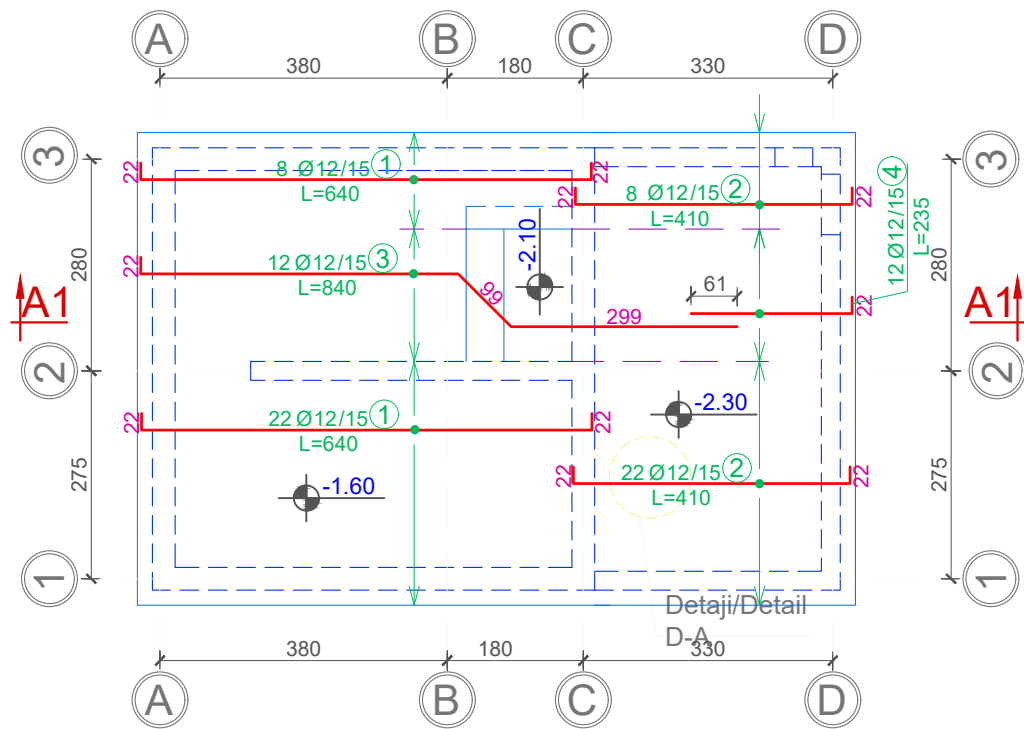 A B C D
380 180 330
3 3
22 8 Ø12/15 1 22
L=640
22 8 Ø12/15 2 22
L=410
12 Ø12/15 4
L=235
-2.10
280 280
22 12 Ø12/15 3
L=840
99
299
61
22
A1 A1
2 2
-2.30
22 22 Ø12/15 1 22
L=640
22 22 Ø12/15 2 22
L=410
275 275
-1.60
1 1
Detaji/Detail
D-A
380 180 330
A B C D